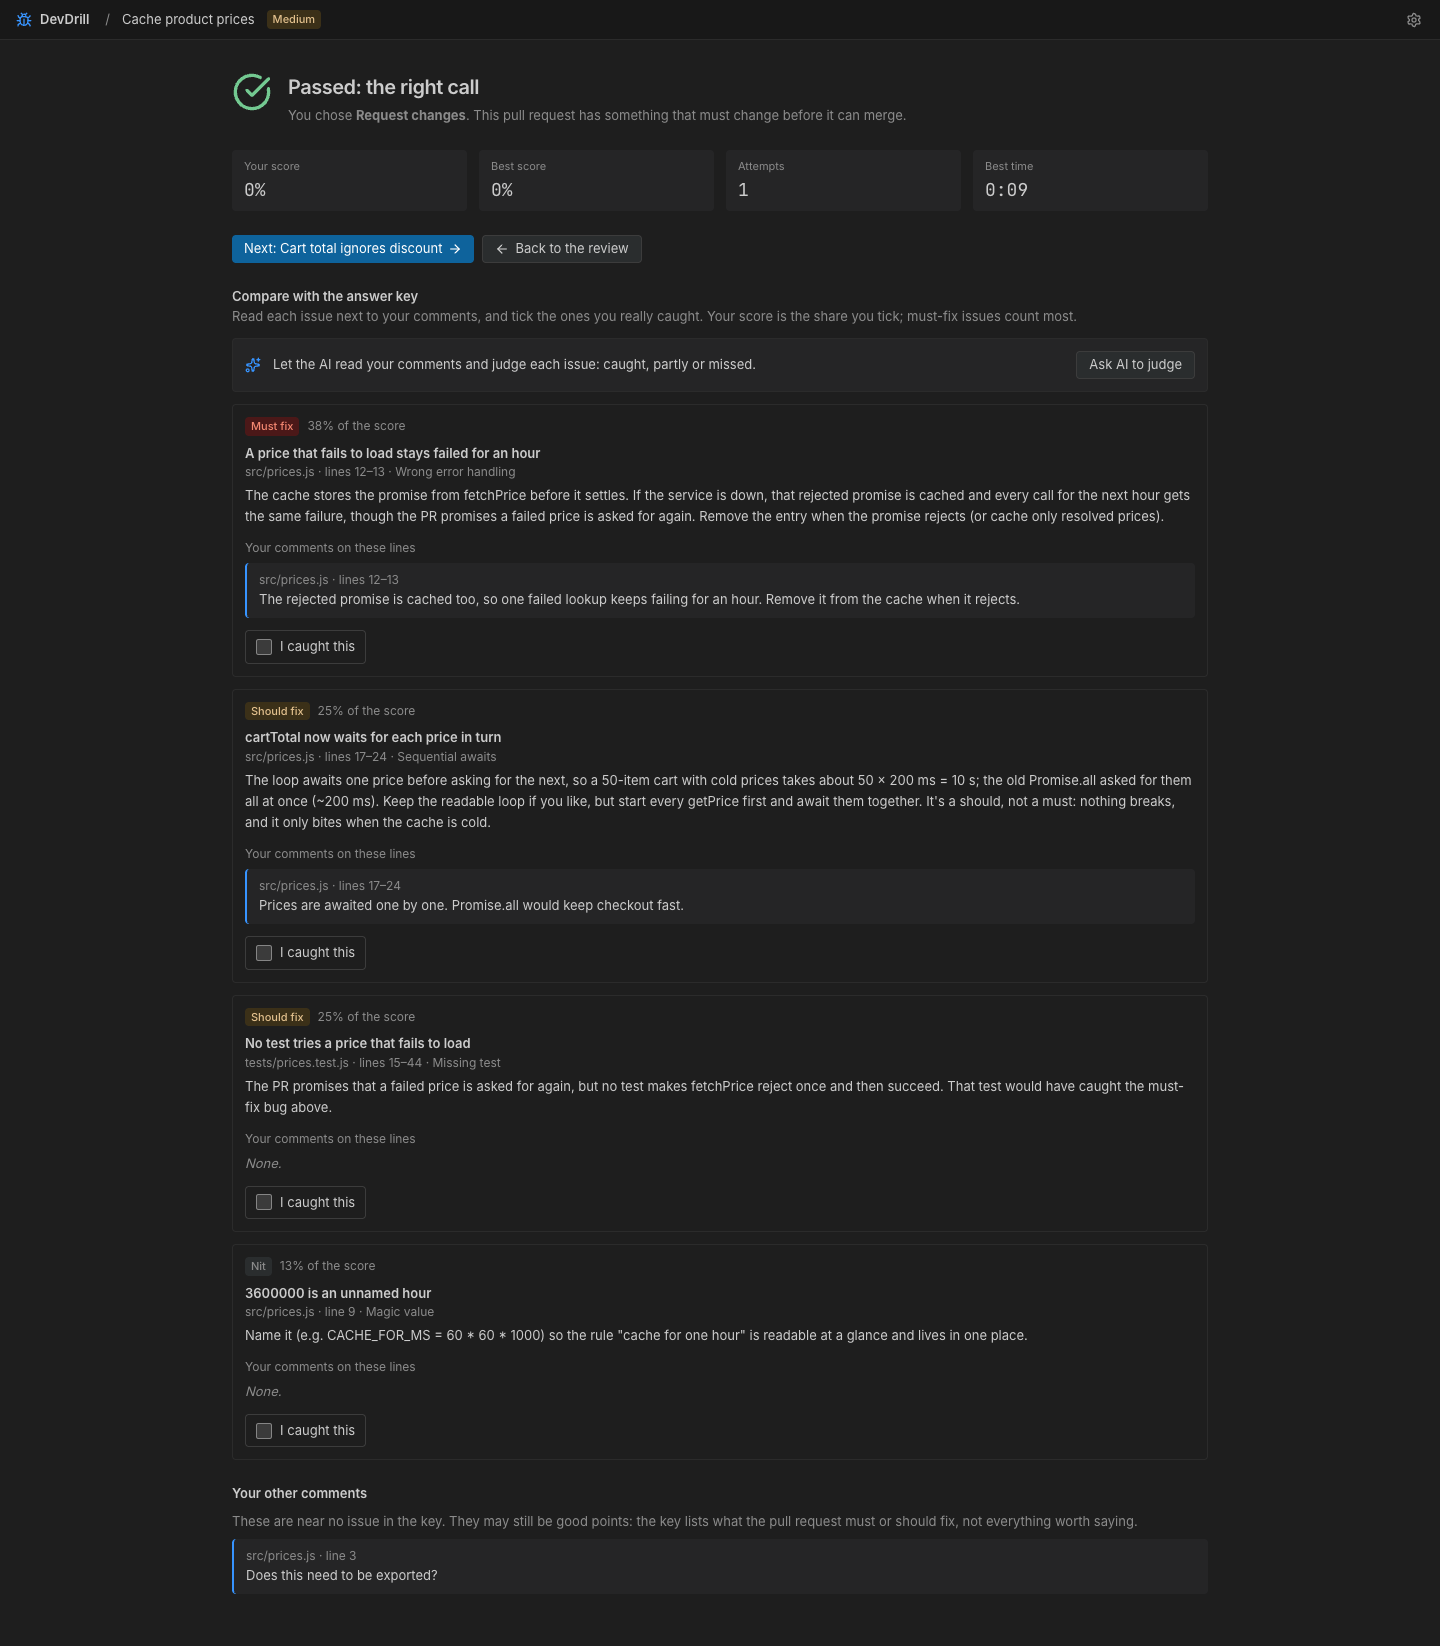 DevDrill / Cache product prices Medium
Passed: the right call
You chose Request changes. This pull request has something that must change before it can merge.
Your score Best score Attempts Best time
0% 0% 1 0:09
Next: Cart total ignores discount → ← Back to the review
Compare with the answer key
Read each issue next to your comments, and tick the ones you really caught. Your score is the share you tick; must-fix issues count most.
Let the AI read your comments and judge each issue: caught, partly or missed. Ask AI to judge
Must fix 38% of the score
A price that fails to load stays failed for an hour
src/prices.js · lines 12–13 · Wrong error handling
The cache stores the promise from fetchPrice before it settles. If the service is down, that rejected promise is cached and every call for the next hour gets
the same failure, though the PR promises a failed price is asked for again. Remove the entry when the promise rejects (or cache only resolved prices).
Your comments on these lines
src/prices.js · lines 12–13
The rejected promise is cached too, so one failed lookup keeps failing for an hour. Remove it from the cache when it rejects.
I caught this
Should fix 25% of the score
cartTotal now waits for each price in turn
src/prices.js · lines 17–24 · Sequential awaits
The loop awaits one price before asking for the next, so a 50-item cart with cold prices takes about 50 × 200 ms = 10 s; the old Promise.all asked for them
all at once (~200 ms). Keep the readable loop if you like, but start every getPrice first and await them together. It's a should, not a must: nothing breaks,
and it only bites when the cache is cold.
Your comments on these lines
src/prices.js · lines 17–24
Prices are awaited one by one. Promise.all would keep checkout fast.
I caught this
Should fix 25% of the score
No test tries a price that fails to load
tests/prices.test.js · lines 15–44 · Missing test
The PR promises that a failed price is asked for again, but no test makes fetchPrice reject once and then succeed. That test would have caught the must-
fix bug above.
Your comments on these lines
None.
I caught this
Nit 13% of the score
3600000 is an unnamed hour
src/prices.js · line 9 · Magic value
Name it (e.g. CACHE_FOR_MS = 60 * 60 * 1000) so the rule "cache for one hour" is readable at a glance and lives in one place.
Your comments on these lines
None.
I caught this
Your other comments
These are near no issue in the key. They may still be good points: the key lists what the pull request must or should fix, not everything worth saying.
src/prices.js · line 3
Does this need to be exported?